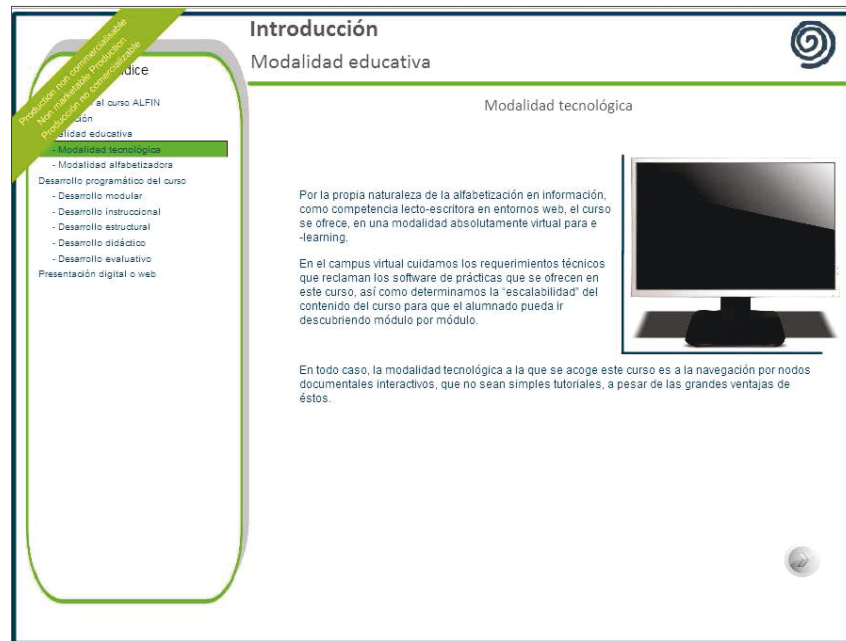 Introducción
Modalidad educativa
Production non commercialisable
Non marketable Production
Producción no comercializable
al curso ALFIN
- Modalidad tecnológica
- Modalidad alfabetizadora
Desarrollo programático del curso
- Desarrollo modular
- Desarrollo instruccional
- Desarrollo estructural
- Desarrollo didáctico
- Desarrollo evaluativo
Presentación digital o web
Modalidad tecnológica
Por la propia naturaleza de la alfabetización en información,
como competencia lecto-escritora en entornos web, el curso
se ofrece, en una modalidad absolutamente virtual para e
-learning.
En el campus virtual cuidamos los requerimientos técnicos
que reclaman los software de prácticas que se ofrecen en
este curso, así como determinamos la "escalabilidad" del
contenido del curso para que el alumnado pueda ir
descubriendo módulo por módulo.
En todo caso, la modalidad tecnológica a la que se acoge este curso es a la navegación por nodos
documentales interactivos, que no sean simples tutoriales, a pesar de las grandes ventajas de
éstos.